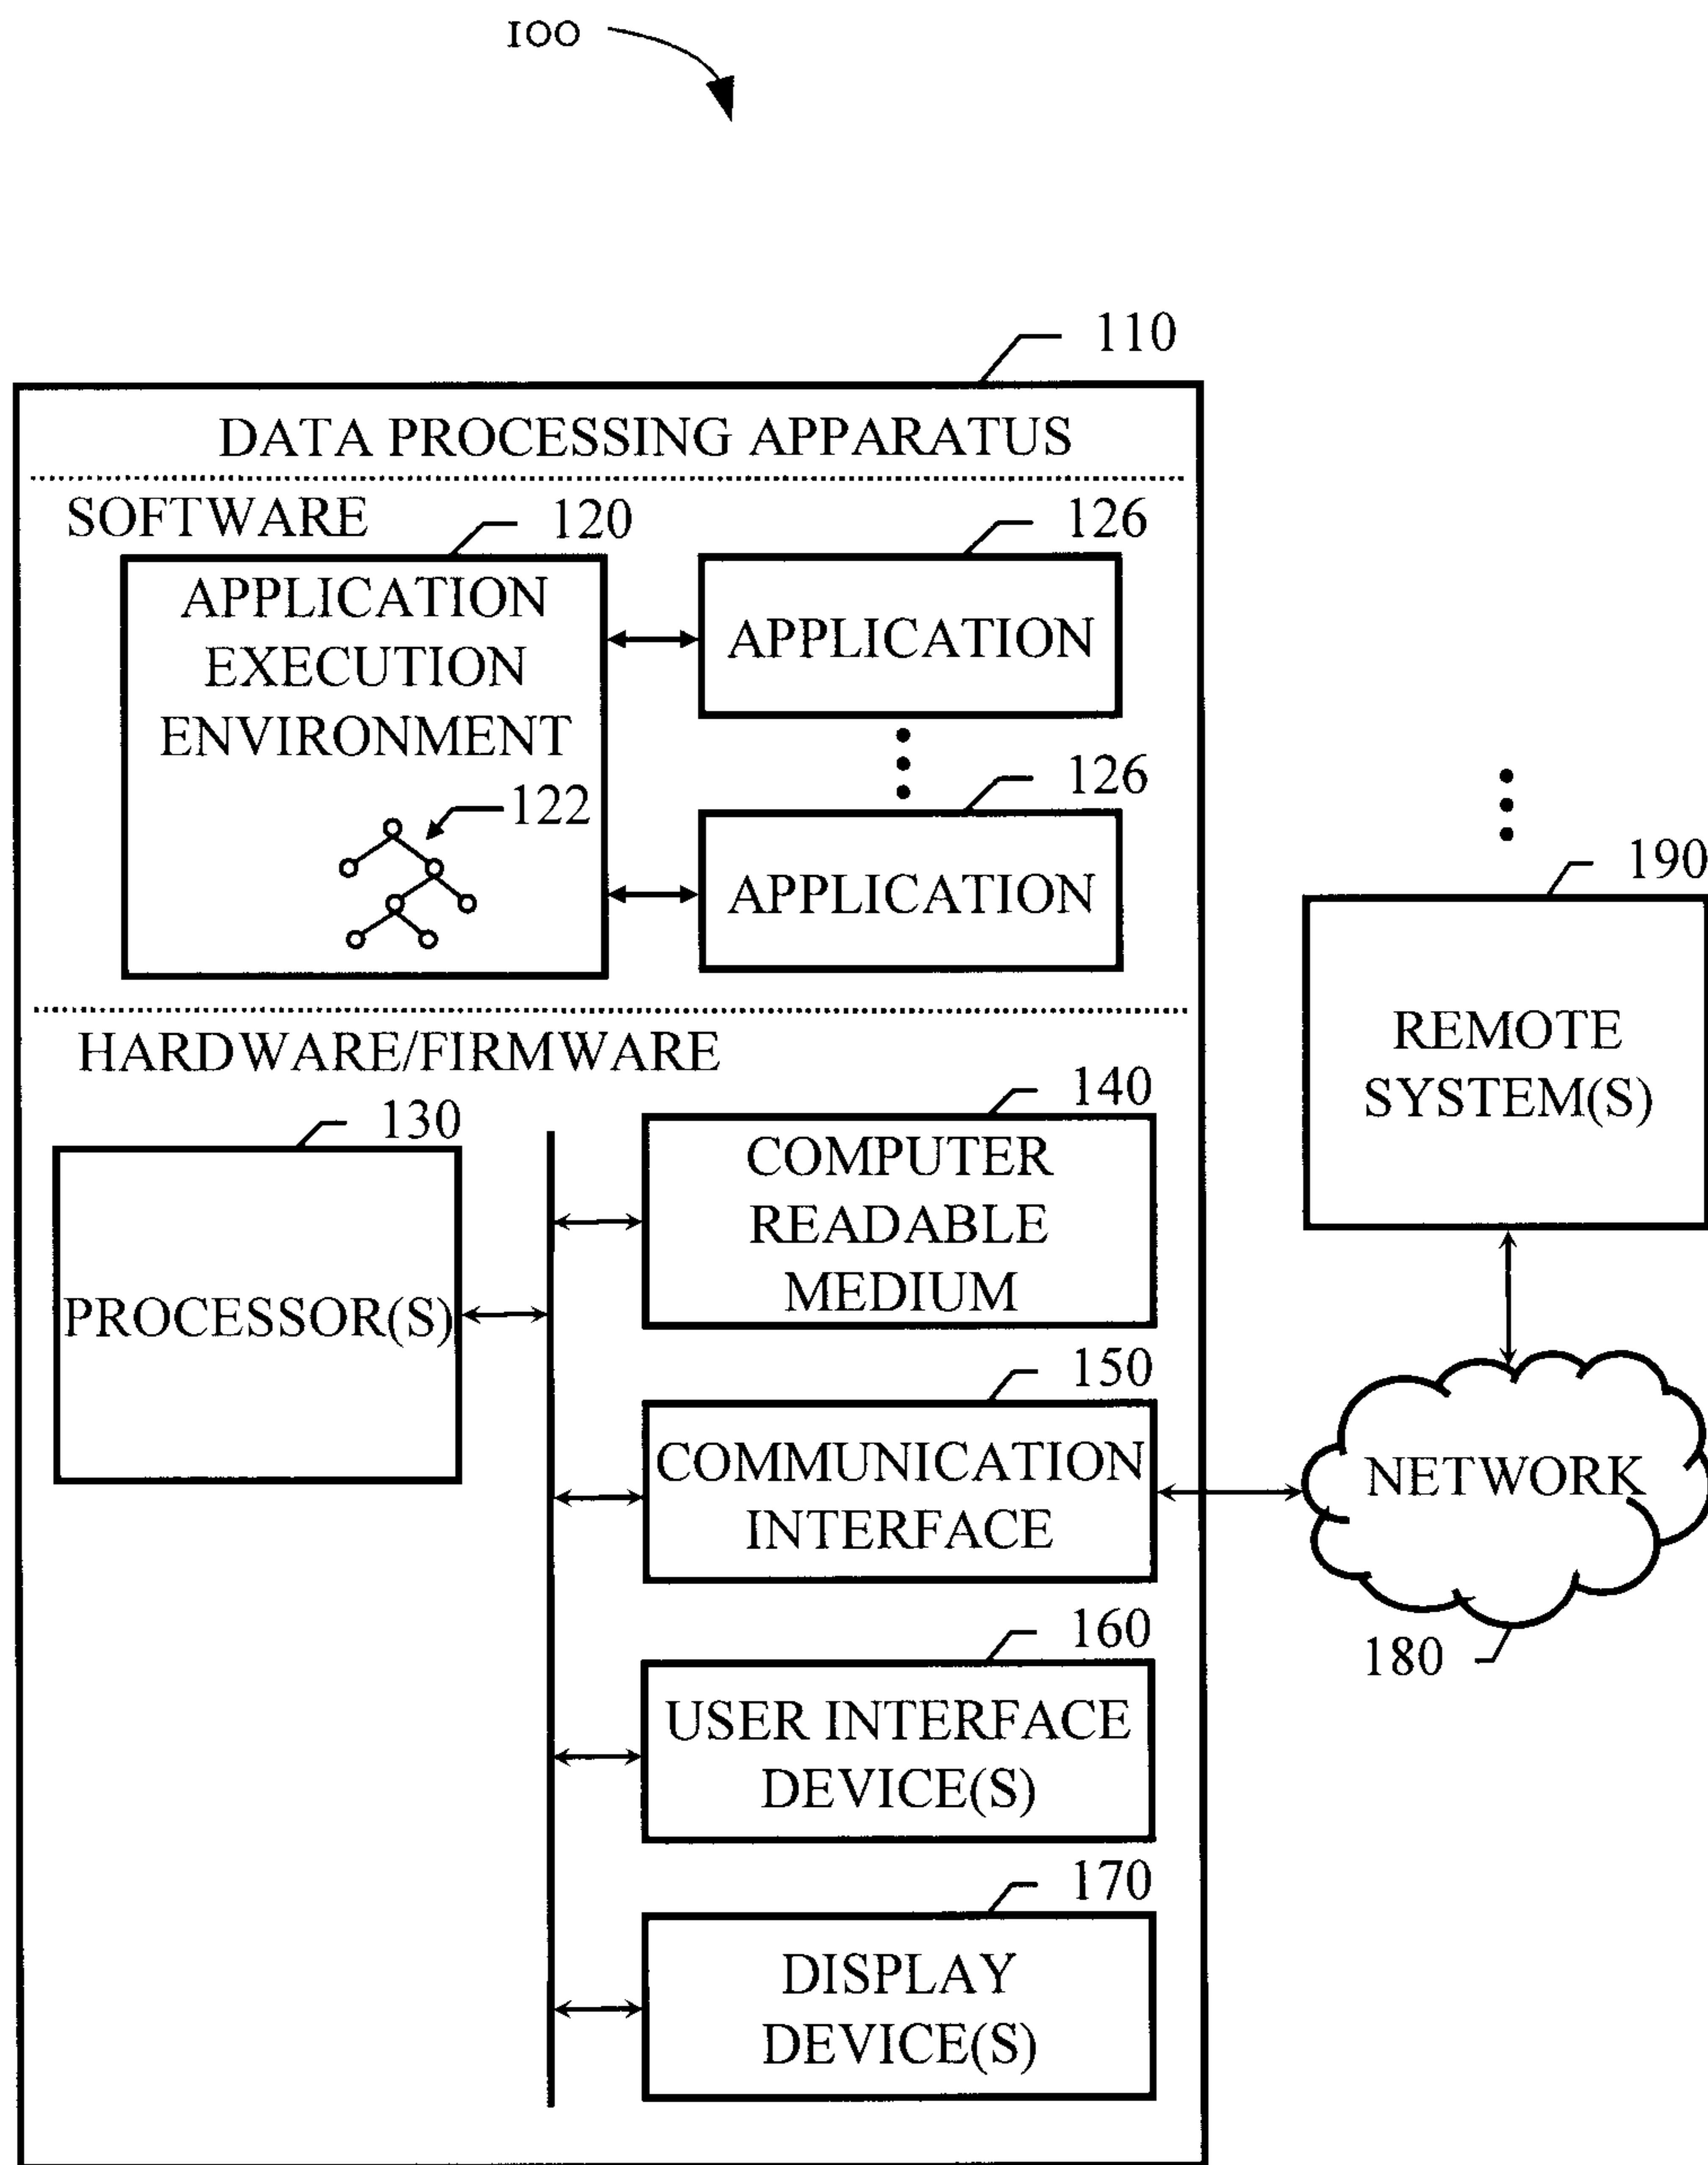 100
110
DATA PROCESSING APPARATUS
SOFTWARE
120
126
APPLICATION
EXECUTION
ENVIRONMENT
122
APPLICATION
126
APPLICATION
190
REMOTE
SYSTEM(S)
HARDWARE/FIRMWARE
130
PROCESSOR(S)
140
COMPUTER
READABLE
MEDIUM
150
COMMUNICATION
INTERFACE
NETWORK
180
160
USER INTERFACE
DEVICE(S)
170
DISPLAY
DEVICE(S)